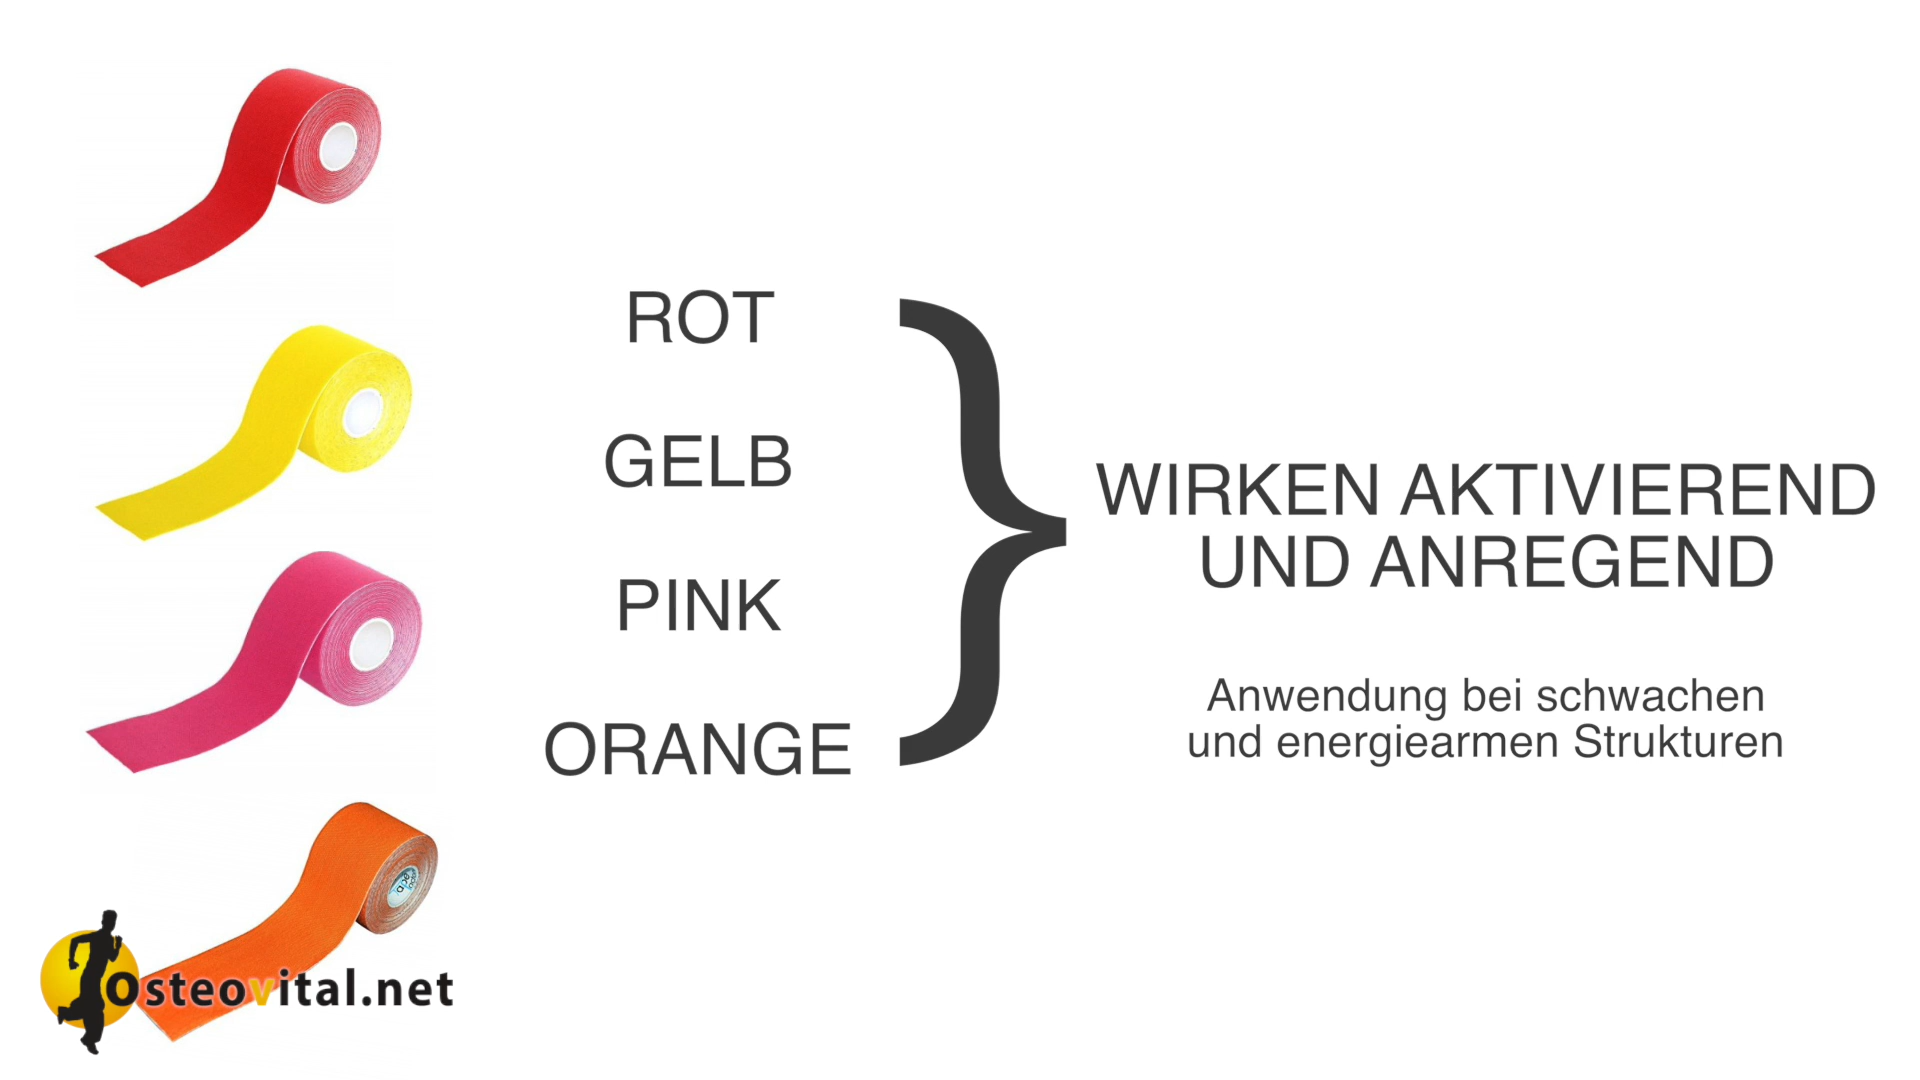 ROT
GELB
PINK
ORANGE
WIRKEN AKTIVIEREND
UND ANREGEND
Anwendung bei schwachen
und energiearmen Strukturen
Osteovital.net